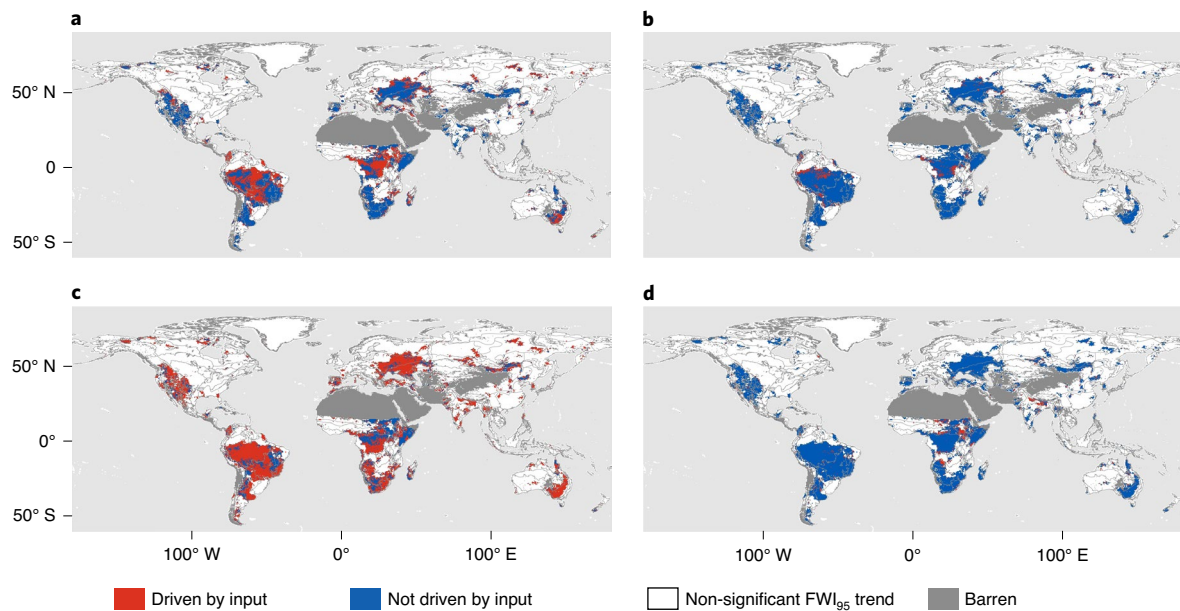 a
b
50° N
0
50° S
c
d
50° N
0°
50° S
100° W
0°
100° E
100° W
0°
100° E
Driven by input
Not driven by input
Non-significant FWI95 trend
Barren